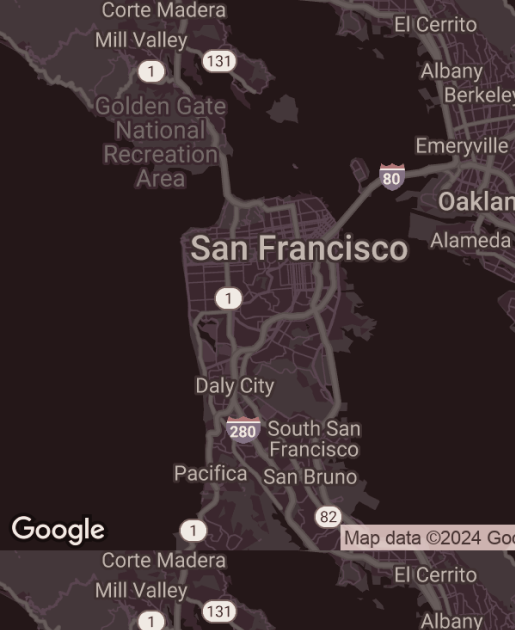 Corte Madera
El Cerrito
Mill Valley
131
1
Albany
Berkeley
Golden Gate
National
Recreation
Area
Emeryville
80
Oaklan
San Francisco
Alameda
1
Daly City
280
South San
Francisco
Pacifica
San Bruno
82
1
Google
Map data ©2024 Goo
Corte Madera
El Cerrito
Mill Valley
131
1
Albany